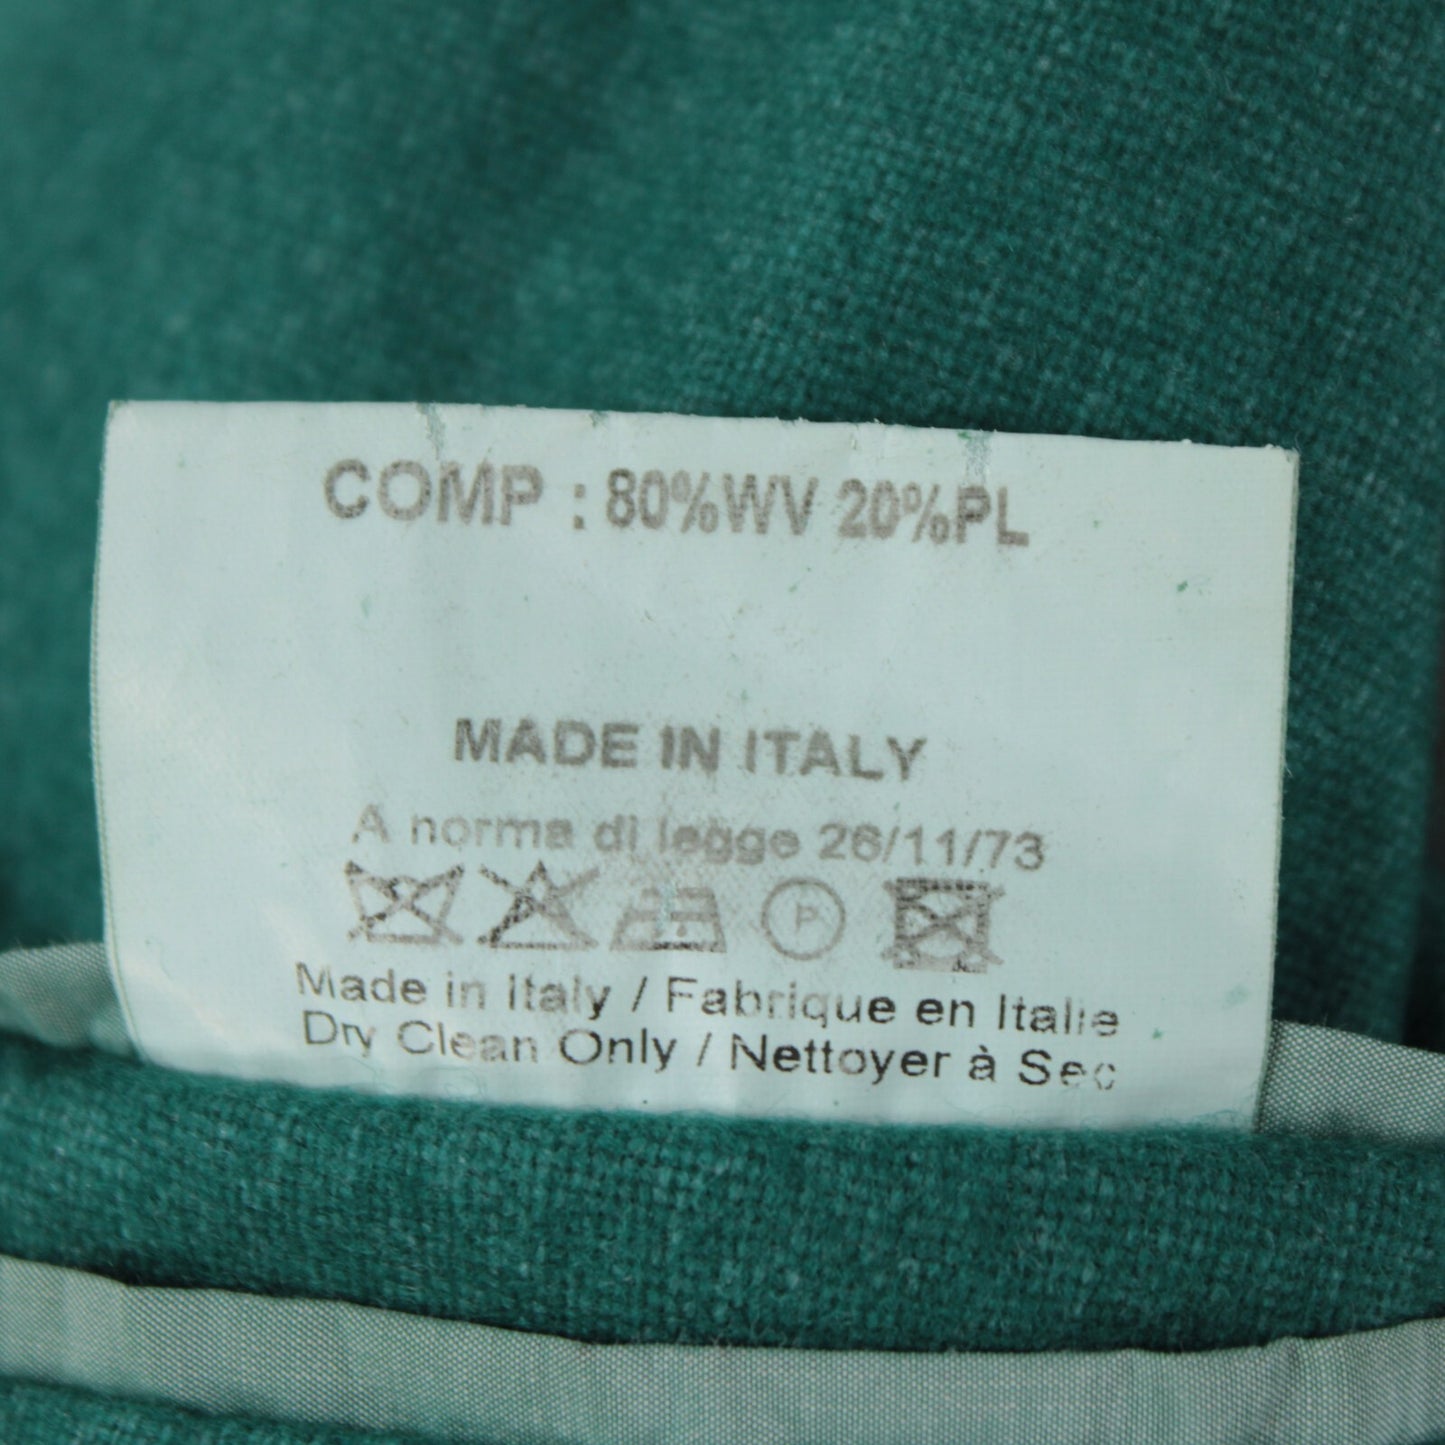 COMP : 80%WV 20%PL
MADE IN ITALY
A norma di legge 26/11/73
P
Made in Italy / Fabrique en Italie
Dry Clean Only / Nettoyer à Sec